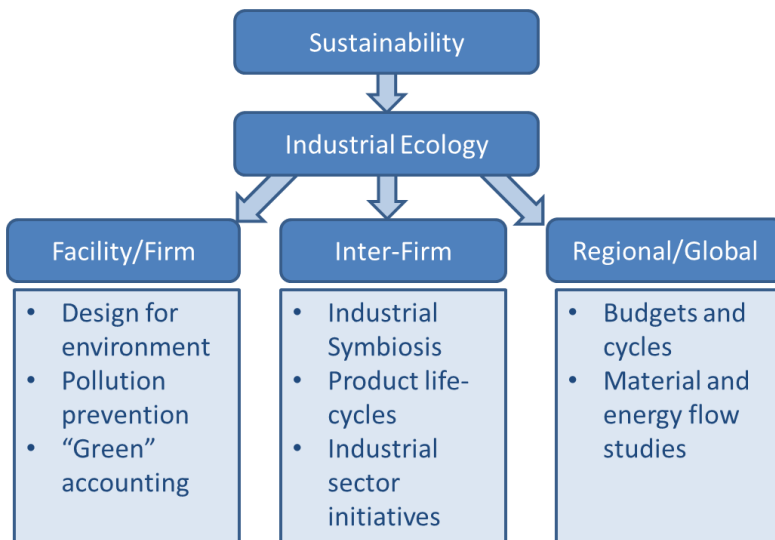 Sustainability
Industrial Ecology
Facility/Firm
• Design for
environment
• Pollution
prevention
• “Green”
accounting
Inter-Firm
• Industrial
Symbiosis
• Product life-
cycles
• Industrial
sector
initiatives
Regional/Global
• Budgets and
cycles
• Material and
energy flow
studies